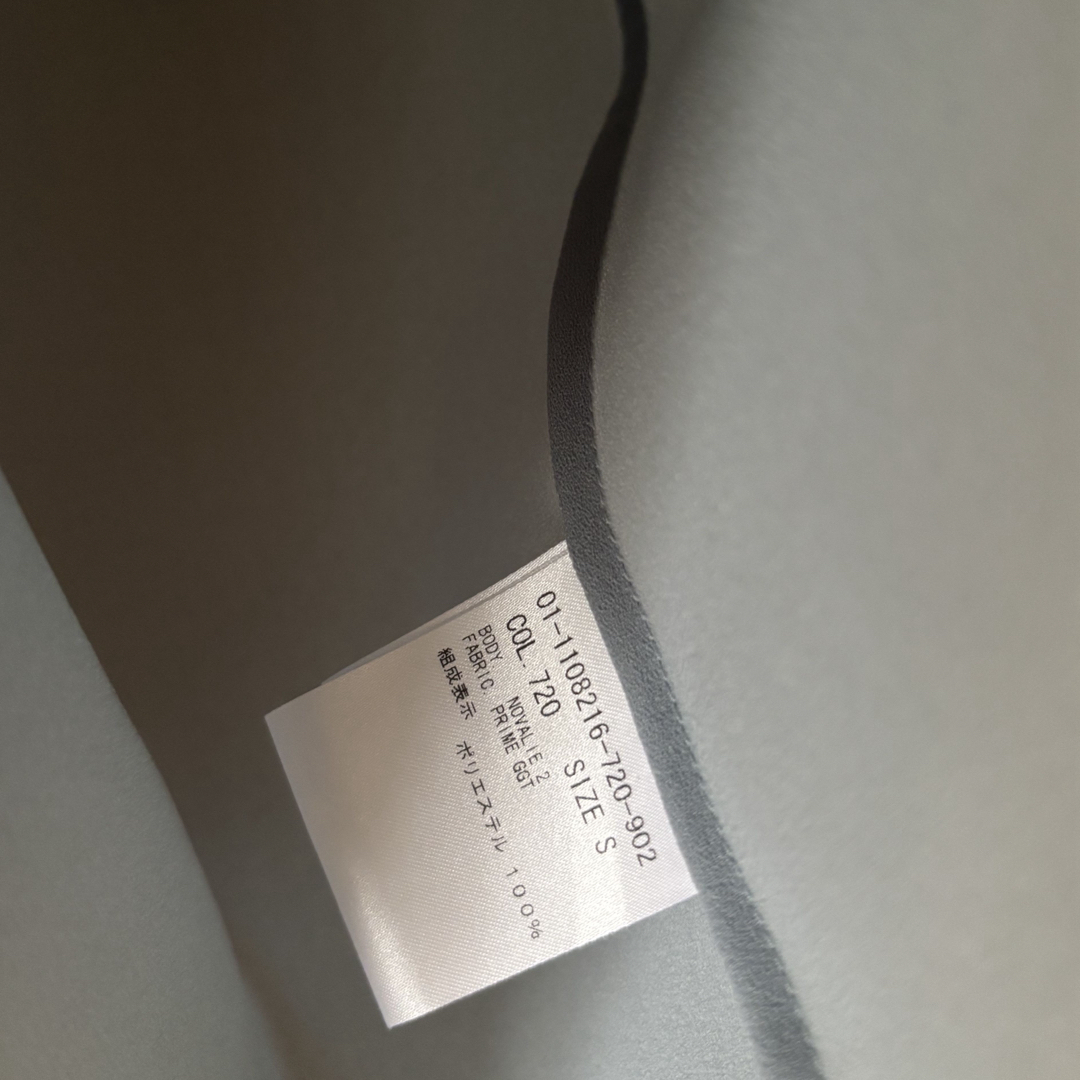 01-1108216-720-902
COL.720 SIZE S
BODY. NOVALIE 2
FABRIC. PRIME GGT
組成表示 ポリエステル 100%